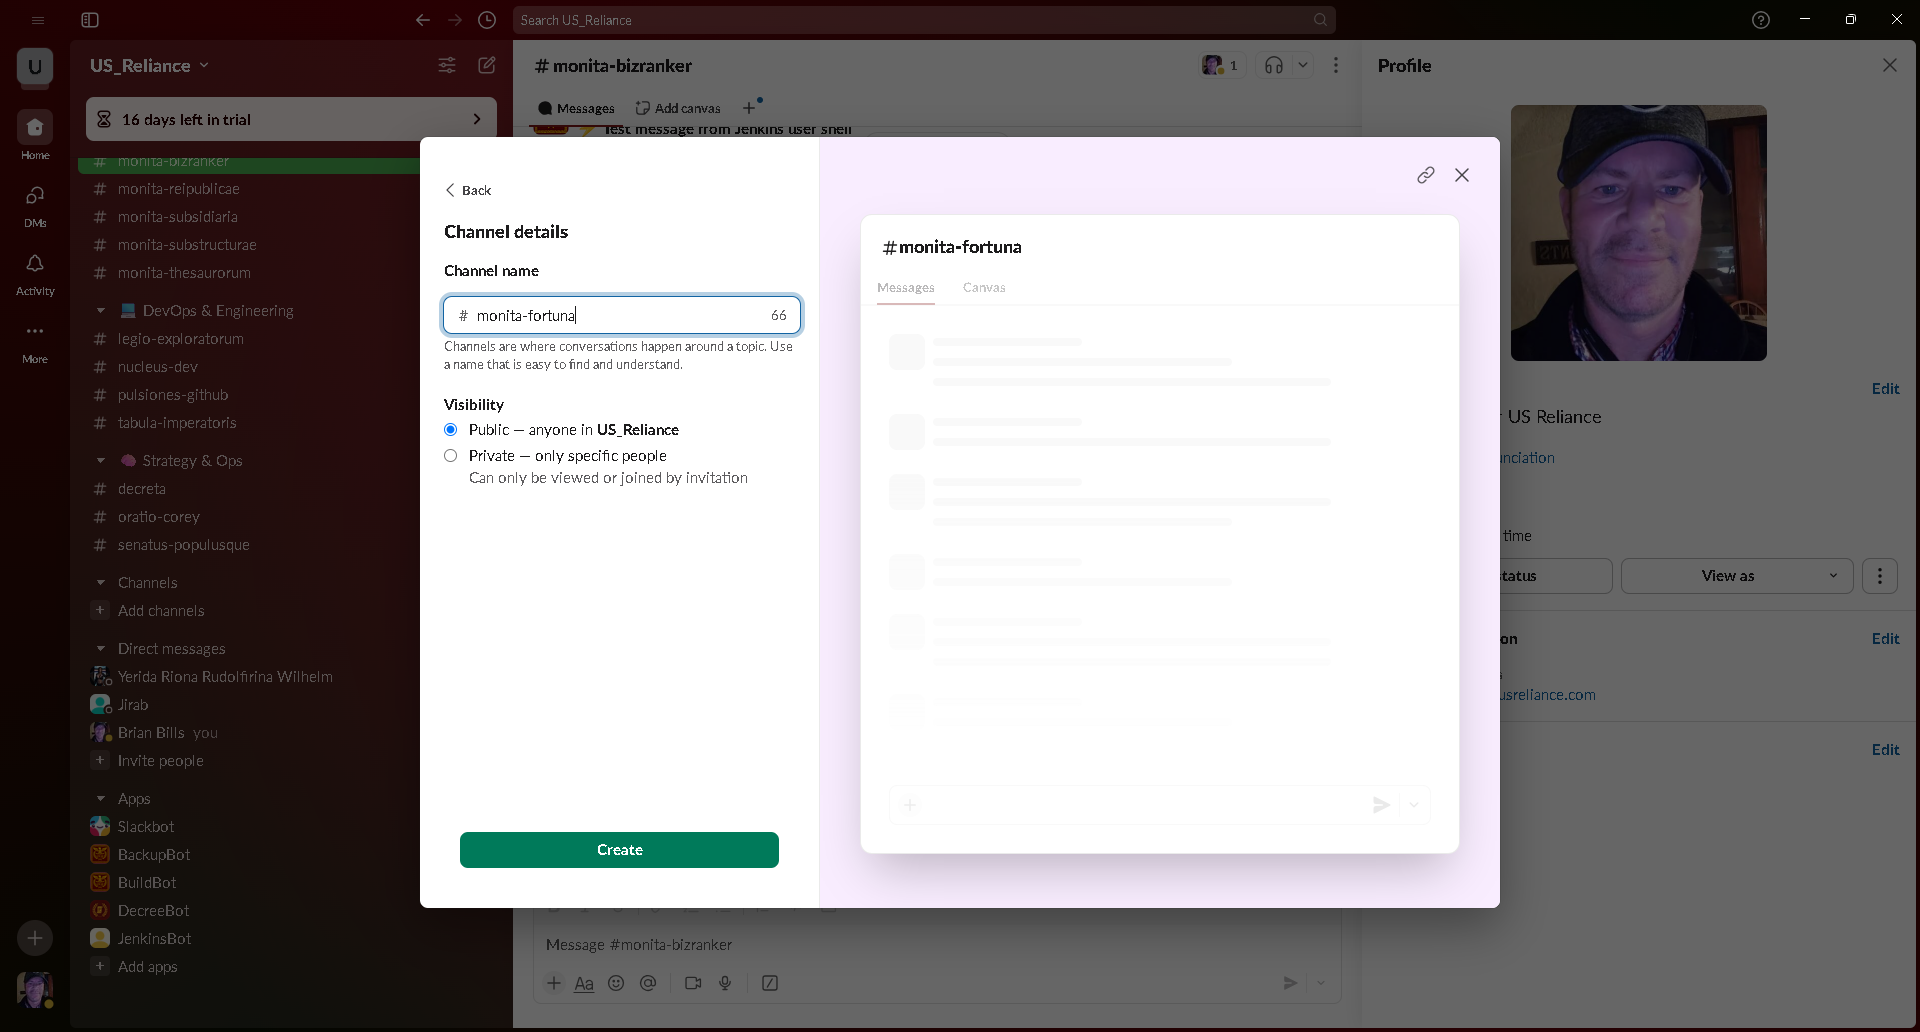 Search US_Reliance
U
US_Reliance
# monita-bizranker
1
Profile
Messages
Add canvas
16 days left in trial
Test message from Jenkins user shell
Home
# monita-bizranker
# monita-reipublicae
# monita-subsidiaria
# monita-substructurae
# monita-thesaurorum
DMs
Activity
More
DevOps & Engineering
# legio-exploratorum
# nucleus-dev
# pulsiones-github
# tabula-imperatoris
Strategy & Ops
# decreta
# oratio-corey
# senatus-populusque
Channels
+ Add channels
Direct messages
Yerida Riona Rudolfirina Wilhelm
Jirab
Brian Bills you
+ Invite people
Apps
Slackbot
BackupBot
BuildBot
DecreeBot
JenkinsBot
+ Add apps
Back
Channel details
Channel name
# monita-fortuna
66
Channels are where conversations happen around a topic. Use
a name that is easy to find and understand.
Visibility
Public — anyone in US_Reliance
Private — only specific people
Can only be viewed or joined by invitation
Create
# monita-fortuna
Messages
Canvas
Edit
US Reliance
nciation
time
tatus
View as
on
Edit
usreliance.com
Edit
Message #monita-bizranker
Aa